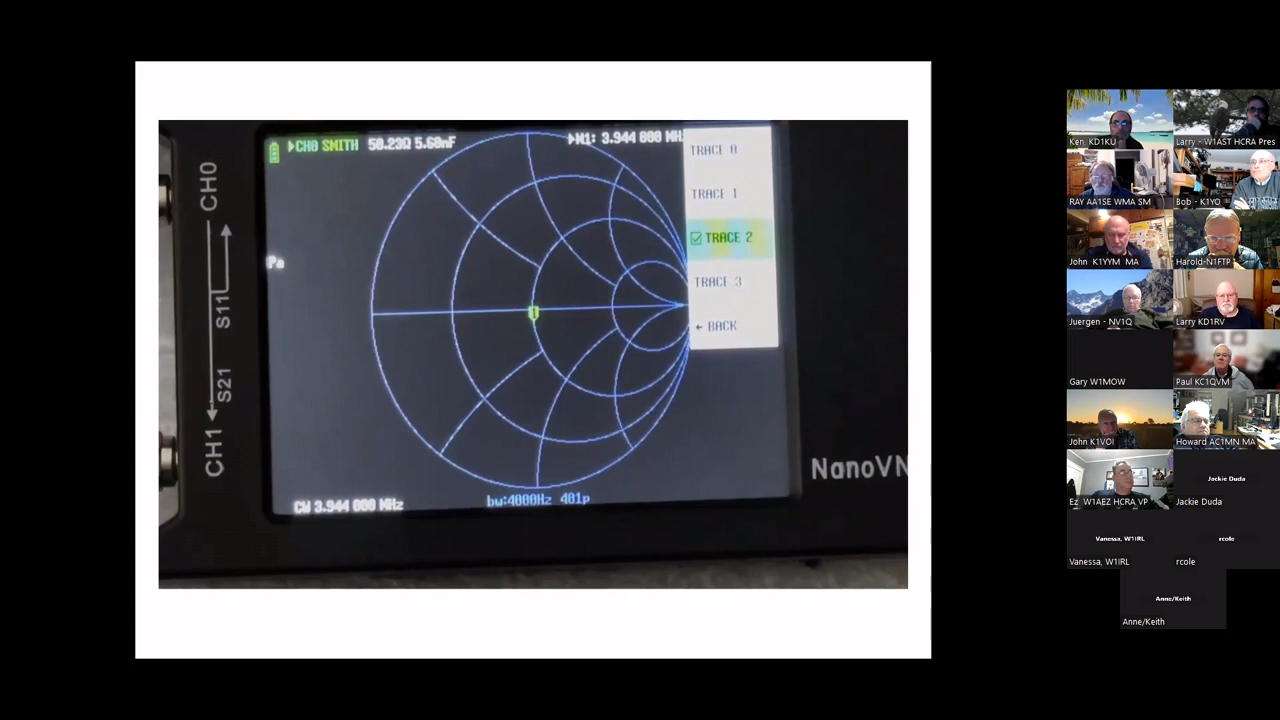 CH0 SMITH 50.23Ω 5.60nF
M1: 3.944 000 MHz
CH0
S11
S21
CH1
TRACE 0
TRACE 1
TRACE 2
TRACE 3
← BACK
CW 3.944 000 MHz
bw:4000Hz 401p
NanoVN
Ken KD1KU
Larry - W1AST HCRA Pres
RAY AA1SE WMA SM
Bob - K1YO
John K1YYM MA
Harold-N1FTP
Juergen - NV1Q
Larry KD1RV
Gary W1MOW
Paul KC1QVM
John K1VOI
Howard AC1MN MA
Ez W1AEZ HCRA VP
Jackie Duda
Jackie Duda
Vanessa, W1IRL
Vanessa, W1IRL
rcole
rcole
Anne/Keith
Anne/Keith